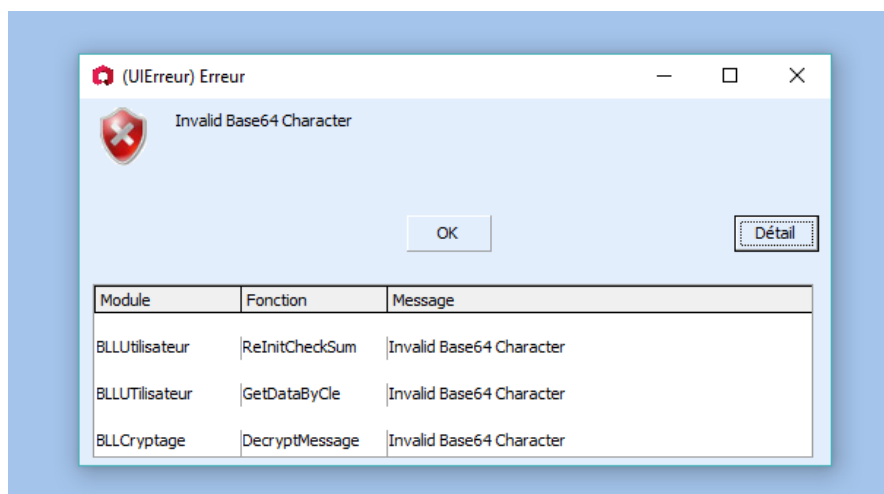 (UIErreur) Erreur
Invalid Base64 Character
OK
Détail
Module Fonction Message
BLLUtilisateur ReInitCheckSum Invalid Base64 Character
BLLUTilisateur GetDataByCle Invalid Base64 Character
BLLCryptage DecryptMessage Invalid Base64 Character